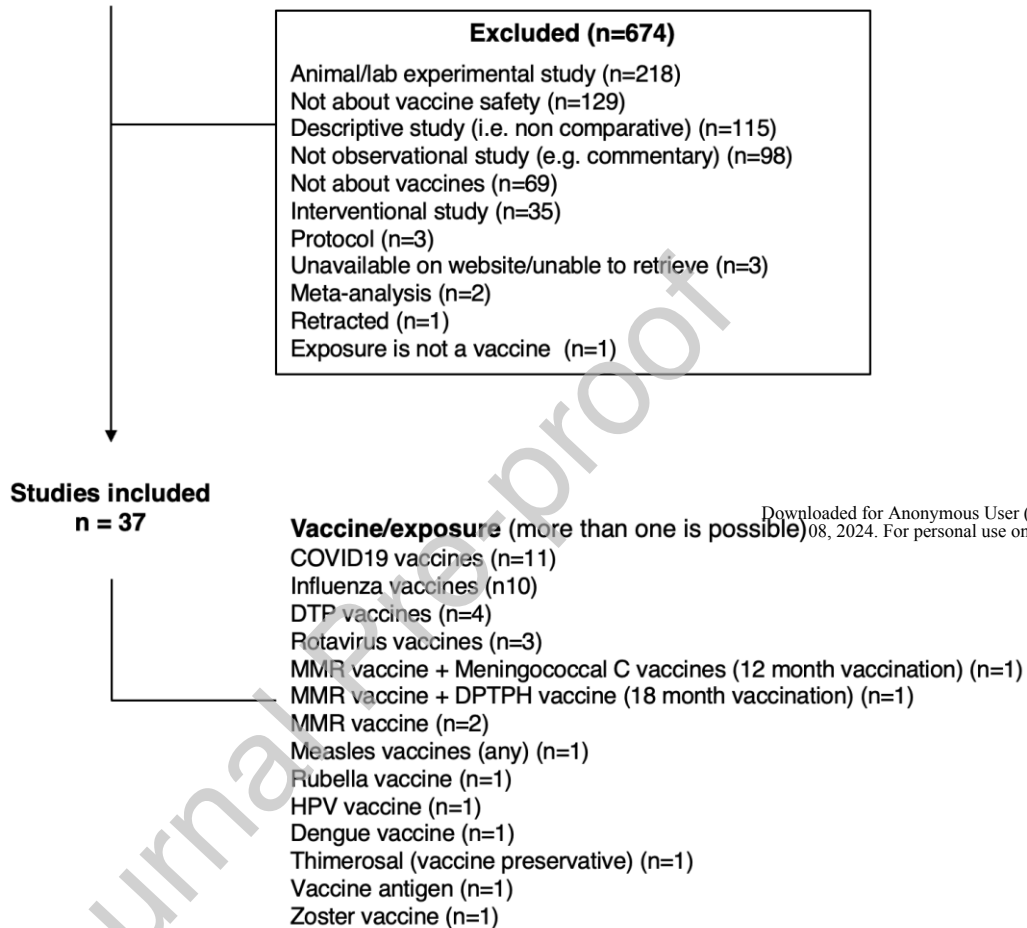 Excluded (n=674)
Animal/lab experimental study (n=218)
Not about vaccine safety (n=129)
Descriptive study (i.e. non comparative) (n=115)
Not observational study (e.g. commentary) (n=98)
Not about vaccines (n=69)
Interventional study (n=35)
Protocol (n=3)
Unavailable on website/unable to retrieve (n=3)
Meta-analysis (n=2)
Retracted (n=1)
Exposure is not a vaccine (n=1)
Studies included
n = 37
Downloaded for Anonymous User (
08, 2024. For personal use on
Vaccine/exposure (more than one is possible)
COVID19 vaccines (n=11)
Influenza vaccines (n10)
DTP vaccines (n=4)
Rotavirus vaccines (n=3)
MMR vaccine + Meningococcal C vaccines (12 month vaccination) (n=1)
MMR vaccine + DPTPH vaccine (18 month vaccination) (n=1)
MMR vaccine (n=2)
Measles vaccines (any) (n=1)
Rubella vaccine (n=1)
HPV vaccine (n=1)
Dengue vaccine (n=1)
Thimerosal (vaccine preservative) (n=1)
Vaccine antigen (n=1)
Zoster vaccine (n=1)
urnal Pre-proof